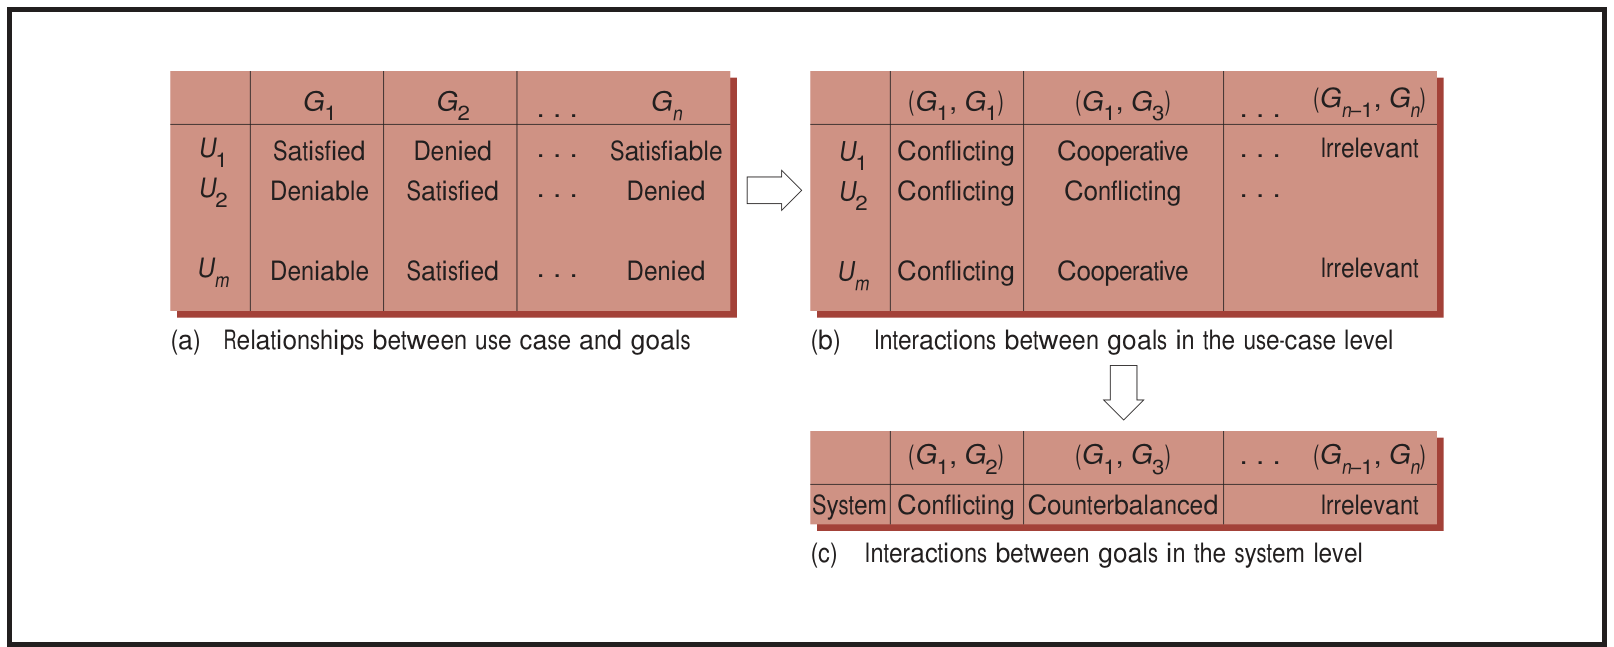 G1 G2 . . . Gn
U1 Satisfied Denied . . . Satisfiable
U2 Deniable Satisfied . . . Denied
Um Deniable Satisfied . . . Denied
(a) Relationships between use case and goals
(G1, G1) (G1, G3) . . . (Gn–1, Gn)
U1 Conflicting Cooperative . . . Irrelevant
U2 Conflicting Conflicting . . .
Um Conflicting Cooperative Irrelevant
(b) Interactions between goals in the use-case level
(G1, G2) (G1, G3) . . . (Gn–1, Gn)
System Conflicting Counterbalanced Irrelevant
(c) Interactions between goals in the system level